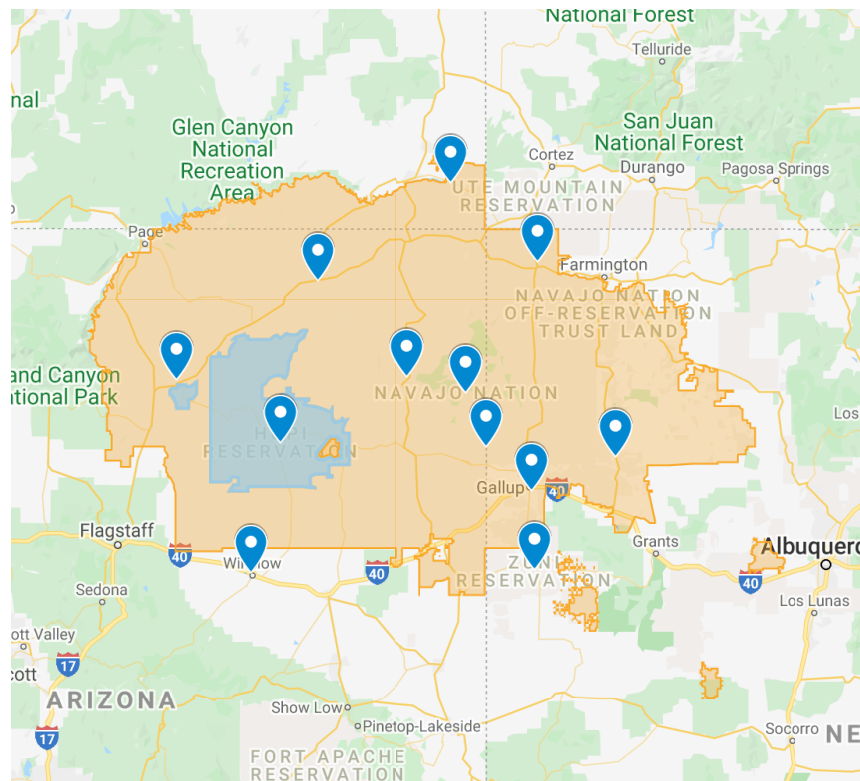 National Forest
Telluride
nal
Glen Canyon
National
Recreation
Area
San Juan
National Forest
Cortez
Durango
Pagosa Springs
UTE MOUNTAIN
RESERVATION
Page
Farmington
NAVAJO NATION
OFF-RESERVATION
TRUST LAND
and Canyon
ational Park
NAVAJO NATION
Los
HOPI
RESERVATION
Gallup
40
Flagstaff
40
Winslow
40
ZUNI
RESERVATION
Grants
Albuquerq
40
Sedona
Los Lunas
ott Valley
cott
17
ARIZONA
Show Low
Pinetop-Lakeside
17
Socorro
NE
FORT APACHE
RESERVATION